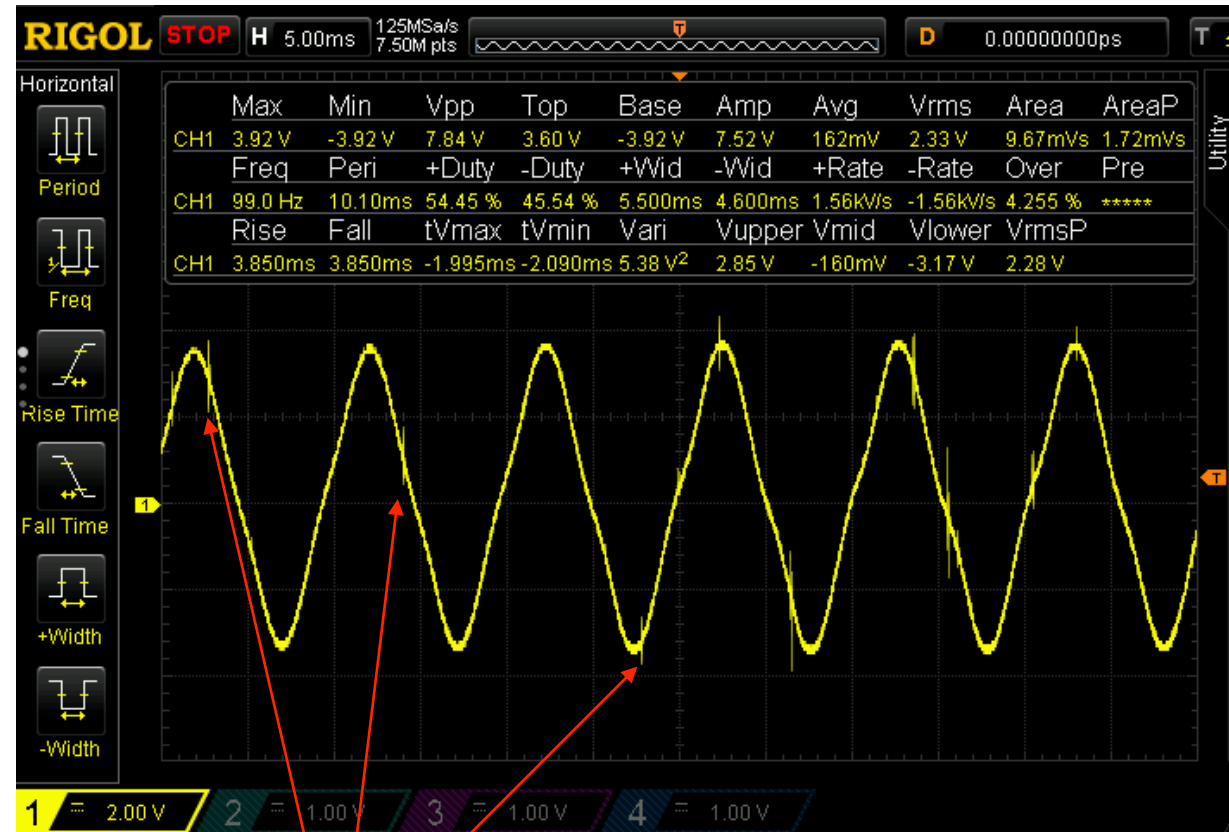 RIGOL STOP H 5.00ms 125MSa/s 7.50M pts T D 0.00000000ps T
Horizontal
Period
Freq
Rise Time
Fall Time
+Width
-Width
Max Min Vpp Top Base Amp Avg Vrms Area AreaP
CH1 3.92 V -3.92 V 7.84 V 3.60 V -3.92 V 7.52 V 162mV 2.33 V 9.67mVs 1.72mVs
Freq Peri +Duty -Duty +Wid -Wid +Rate -Rate Over Pre
CH1 99.0 Hz 10.10ms 54.45 % 45.54 % 5.500ms 4.600ms 1.56kV/s -1.56kV/s 4.255 % *****
Rise Fall tVmax tVmin Vari Vupper Vmid Vlower VrmsP
CH1 3.850ms 3.850ms -1.995ms -2.090ms 5.38 V² 2.85 V -160mV -3.17 V 2.28 V
Utility
1
T
1 2.00 V 2 1.00 V 3 1.00 V 4 1.00 V